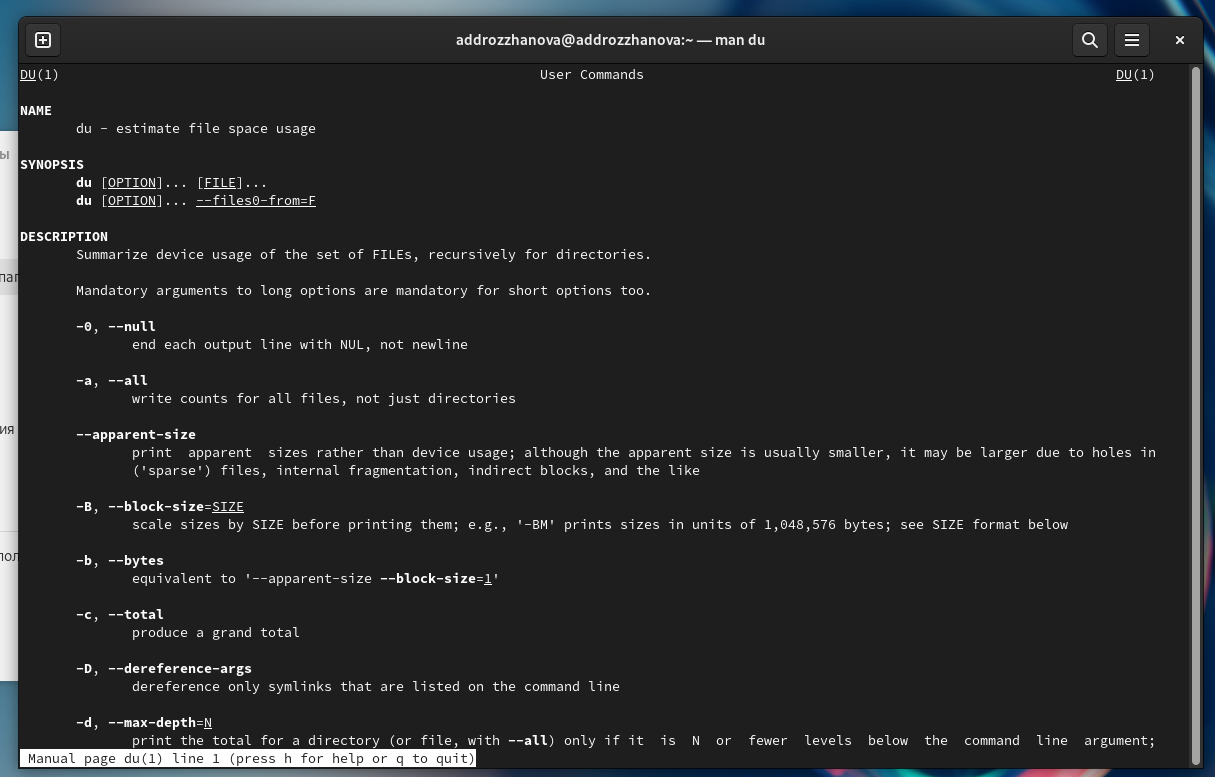 addrozzhanova@addrozzhanova:~ — man du
DU(1) User Commands DU(1)
NAME
du - estimate file space usage
SYNOPSIS
du [OPTION]... [FILE]...
du [OPTION]... --files0-from=F
DESCRIPTION
Summarize device usage of the set of FILEs, recursively for directories.
Mandatory arguments to long options are mandatory for short options too.
-0, --null
end each output line with NUL, not newline
-a, --all
write counts for all files, not just directories
--apparent-size
print apparent sizes rather than device usage; although the apparent size is usually smaller, it may be larger due to holes in
('sparse') files, internal fragmentation, indirect blocks, and the like
-B, --block-size=SIZE
scale sizes by SIZE before printing them; e.g., '-BM' prints sizes in units of 1,048,576 bytes; see SIZE format below
-b, --bytes
equivalent to '--apparent-size --block-size=1'
-c, --total
produce a grand total
-D, --dereference-args
dereference only symlinks that are listed on the command line
-d, --max-depth=N
print the total for a directory (or file, with --all) only if it is N or fewer levels below the command line argument;
Manual page du(1) line 1 (press h for help or q to quit)